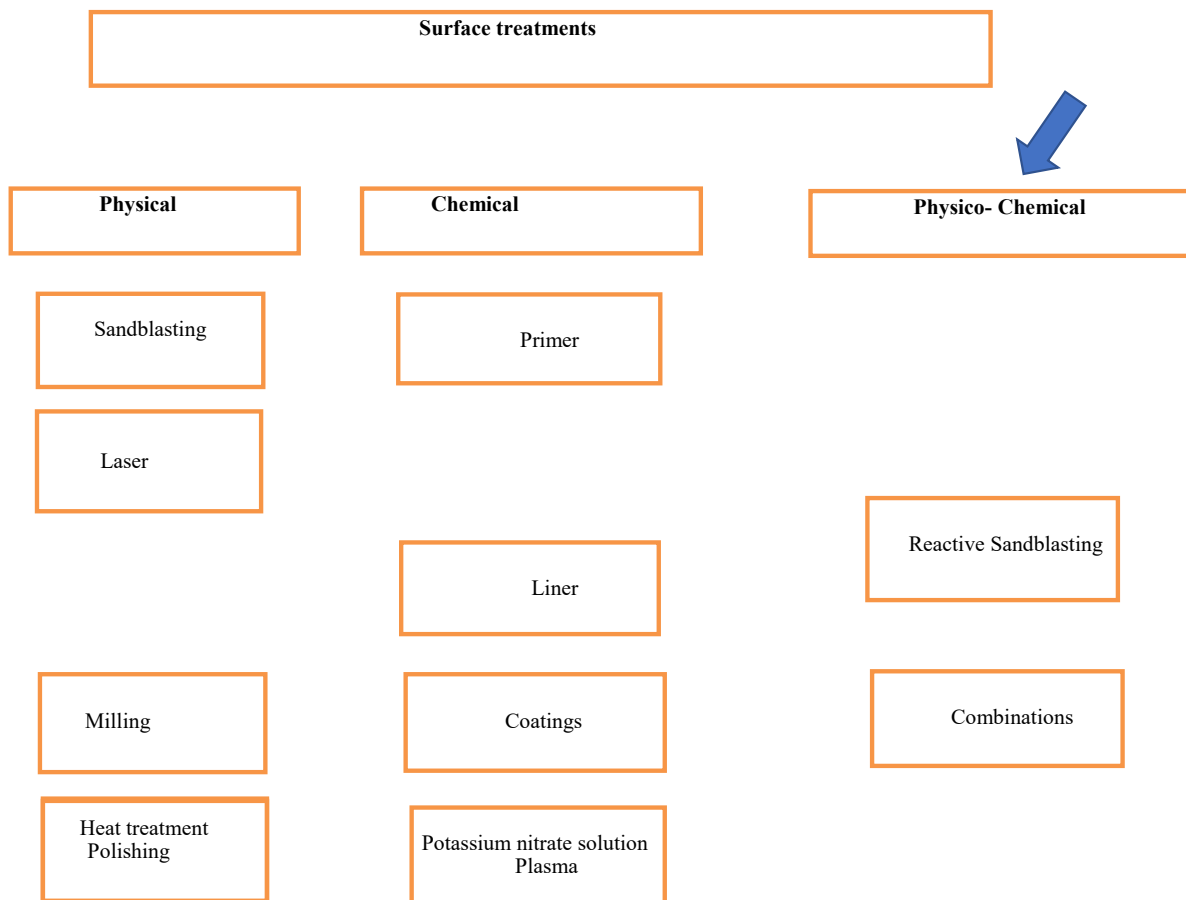 Surface treatments
Physical
Chemical
Physico- Chemical
Sandblasting
Primer
Laser
Reactive Sandblasting
Liner
Milling
Coatings
Combinations
Heat treatment
Polishing
Potassium nitrate solution
Plasma